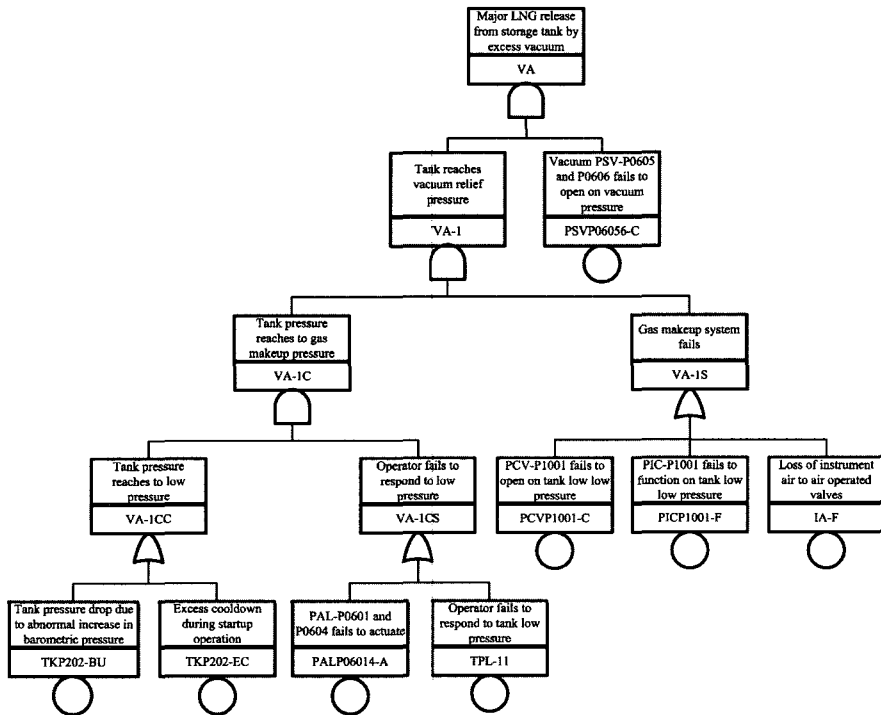 Major LNG release
from storage tank by
excess vacuum
VA
Tank reaches
vacuum relief
pressure
VA-1
Vacuum PSV-P0605
and P0606 fails to
open on vacuum
pressure
PSVP06056-C
Tank pressure
reaches to gas
makeup pressure
VA-1C
Gas makeup system
fails
VA-1S
Tank pressure
reaches to low
pressure
VA-1CC
Operator fails to
respond to low
pressure
VA-1CS
PCV-P1001 fails to
open on tank low low
pressure
PCVP1001-C
PIC-P1001 fails to
function on tank low
low pressure
PICP1001-F
Loss of instrument
air to air operated
valves
IA-F
Tank pressure drop due
to abnormal increase in
barometric pressure
TKP202-BU
Excess cooldown
during startup
operation
TKP202-EC
PAL-P0601 and
P0604 fails to actuate
PALP06014-A
Operator fails to
respond to tank low
pressure
TPL-11